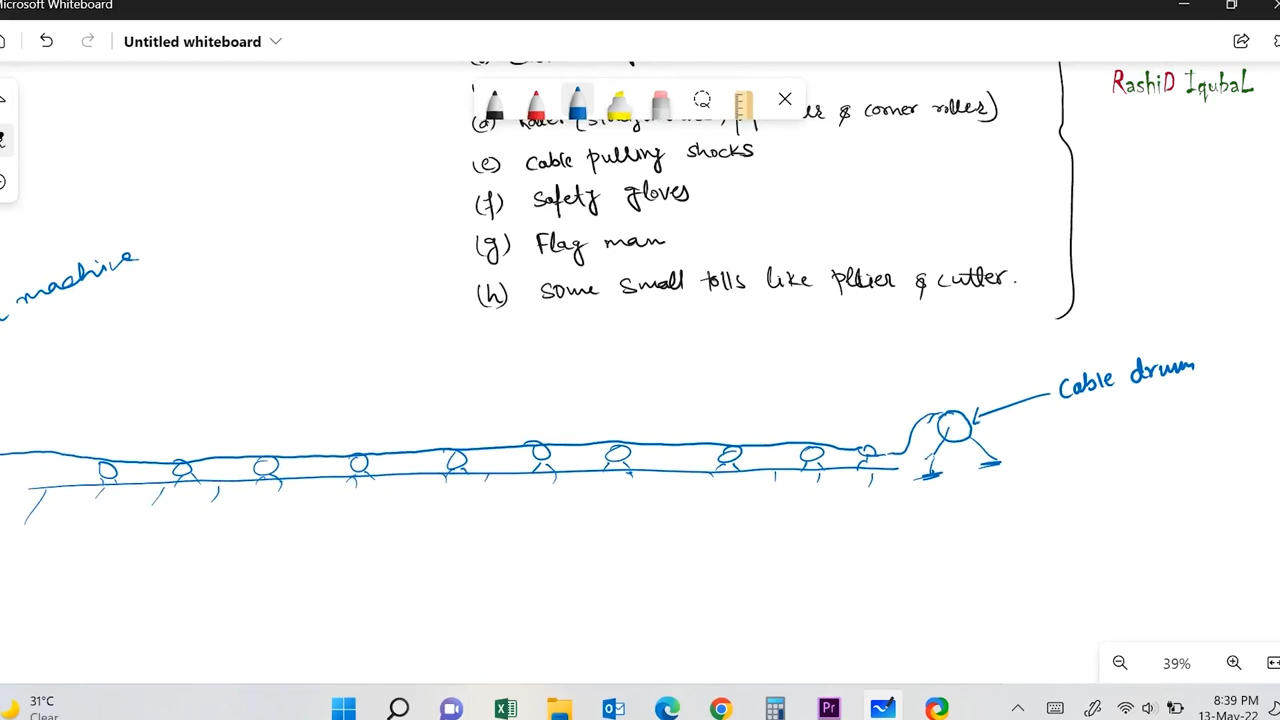 Microsoft Whiteboard
Untitled whiteboard
RashiD IqubaL
& corner rolles)
(e) Cable pulling shocks
(f) Safety gloves
(g) Flag man
(h) Some small tolls like pllier & cutter.
machine
Cable drum
39%
31°C
Clear
8:39 PM
13-May-22